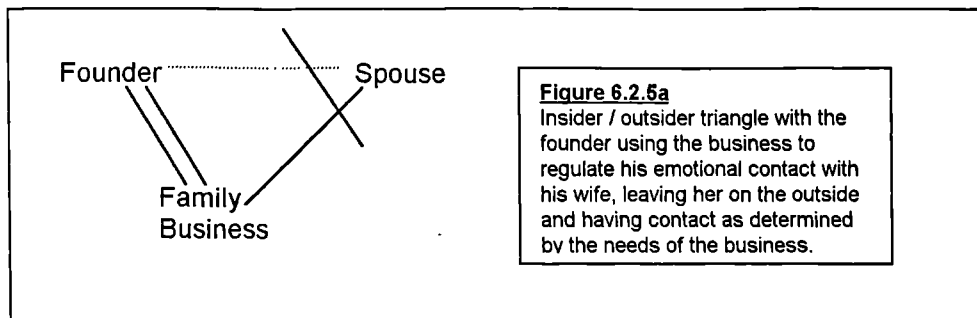 Founder
Spouse
Family
Business
Figure 6.2.5a
Insider / outsider triangle with the
founder using the business to
regulate his emotional contact with
his wife, leaving her on the outside
and having contact as determined
by the needs of the business.